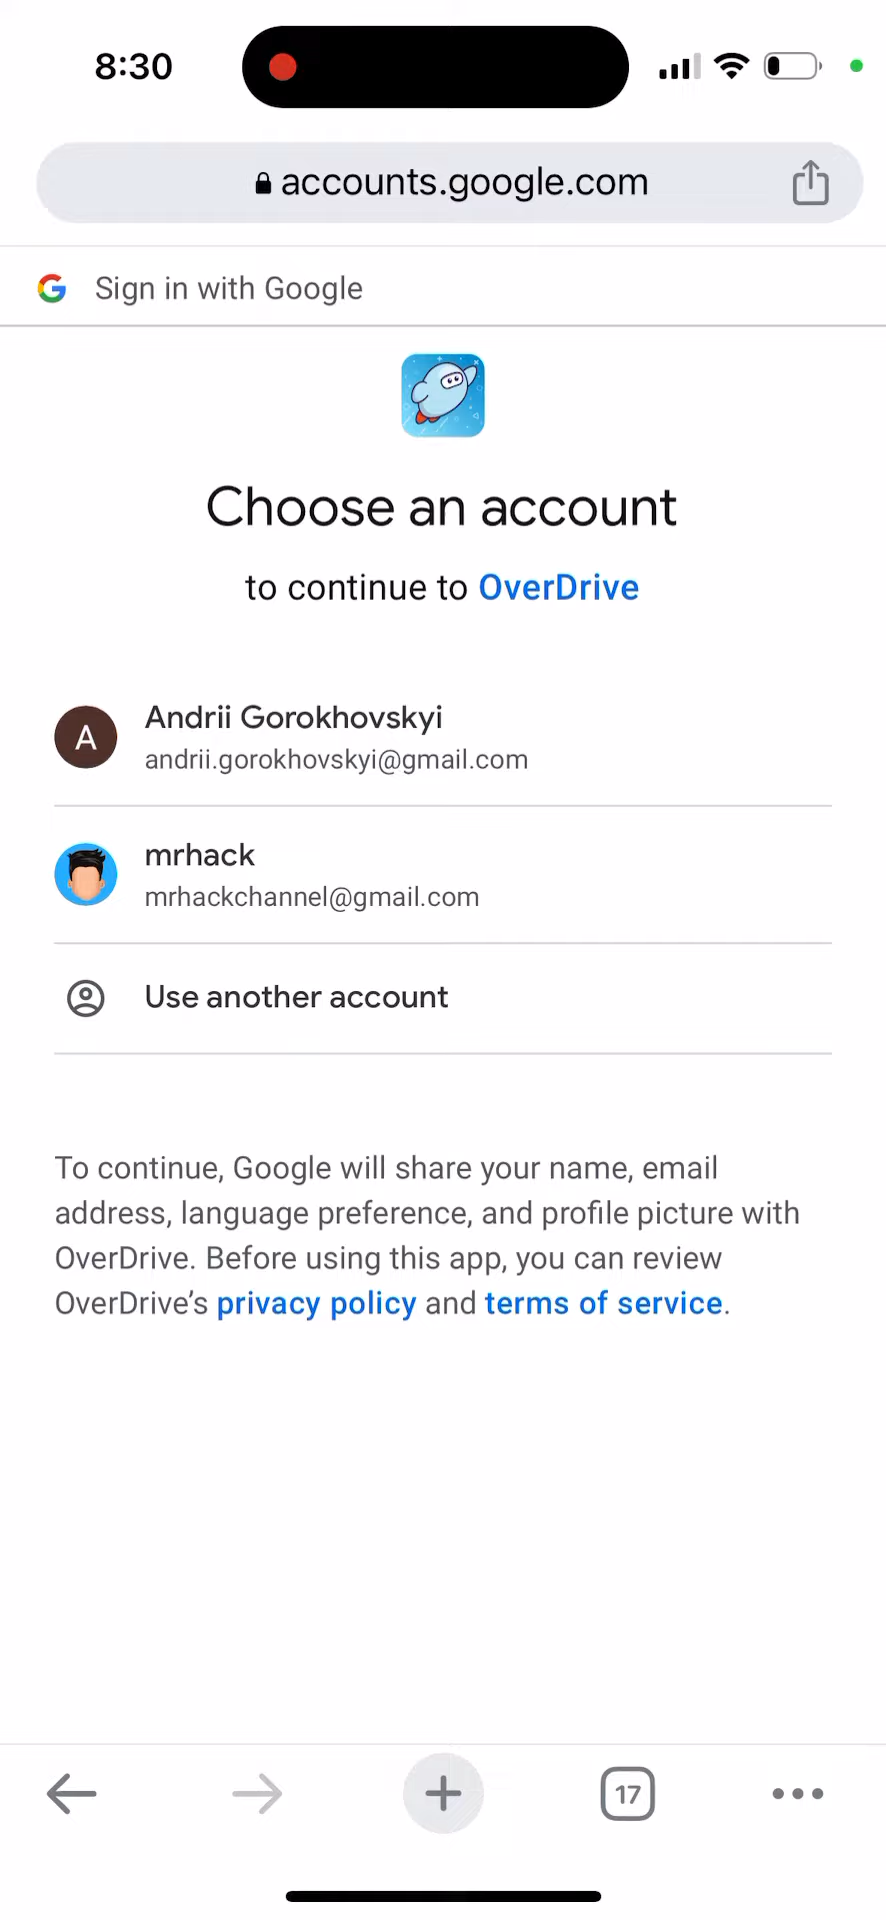 8:30
accounts.google.com
Sign in with Google
Choose an account
to continue to OverDrive
A
Andrii Gorokhovskyi
andrii.gorokhovskyi@gmail.com
mrhack
mrhackchannel@gmail.com
Use another account
To continue, Google will share your name, email
address, language preference, and profile picture with
OverDrive. Before using this app, you can review
OverDrive’s privacy policy and terms of service.
17